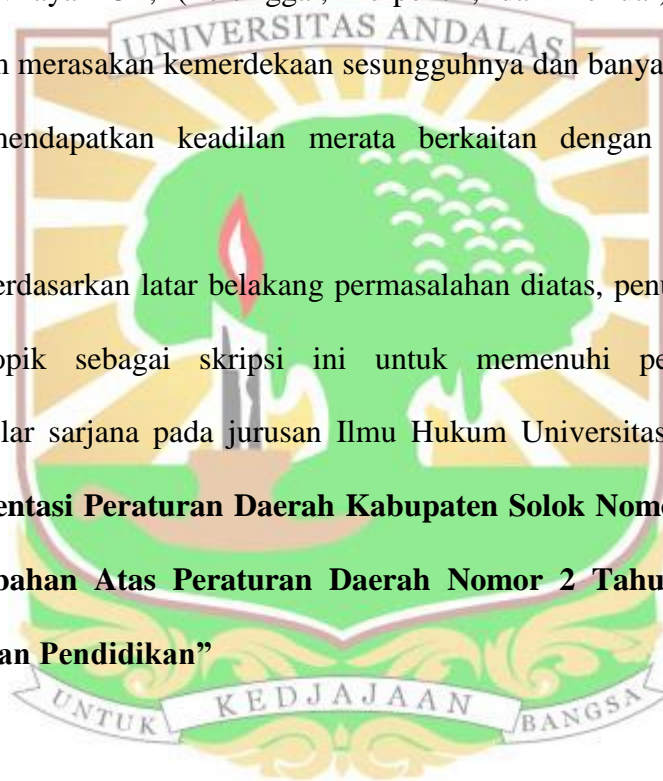 UNIVERSITAS ANDALAS
merasakan kemerdekaan sesungguhnya dan banya
mendapatkan keadilan merata berkaitan dengan
erdasarkan latar belakang permasalahan diatas, penu
opik sebagai skripsi ini untuk memenuhi pe
lar sarjana pada jurusan Ilmu Hukum Universitas
entasi Peraturan Daerah Kabupaten Solok Nomo
bahan Atas Peraturan Daerah Nomor 2 Tahu
an Pendidikan”
UNTUK KEDJAJAAN BANGSA